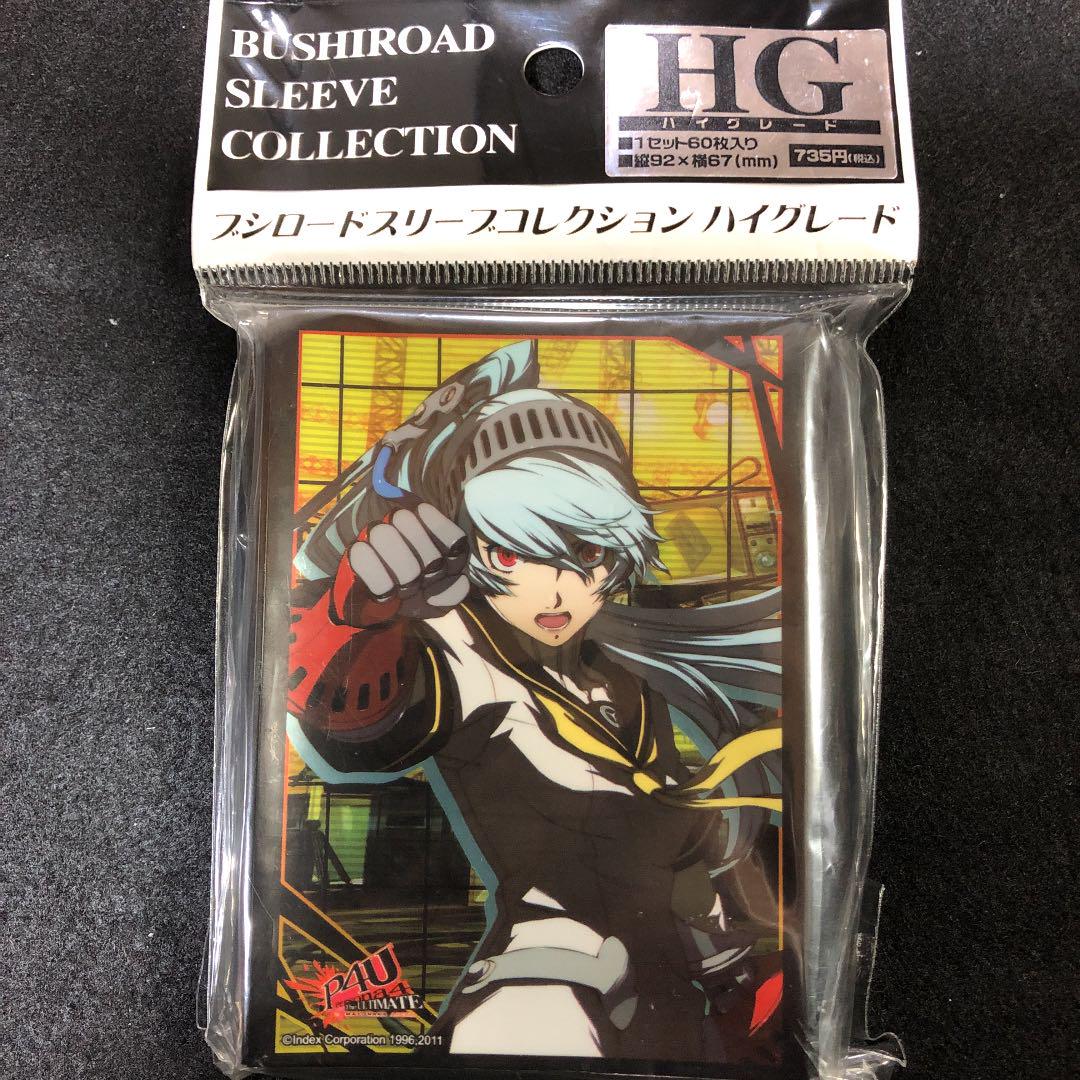 BUSHIROAD
SLEEVE
COLLECTION
HG
ハイグレード
■1セット60枚入り
■縦92×横67(mm)
735円(税込)
ブシロードスリーブコレクション ハイグレード
P4U
Persona4
the ULTIMATE
©Index Corporation 1996,2011